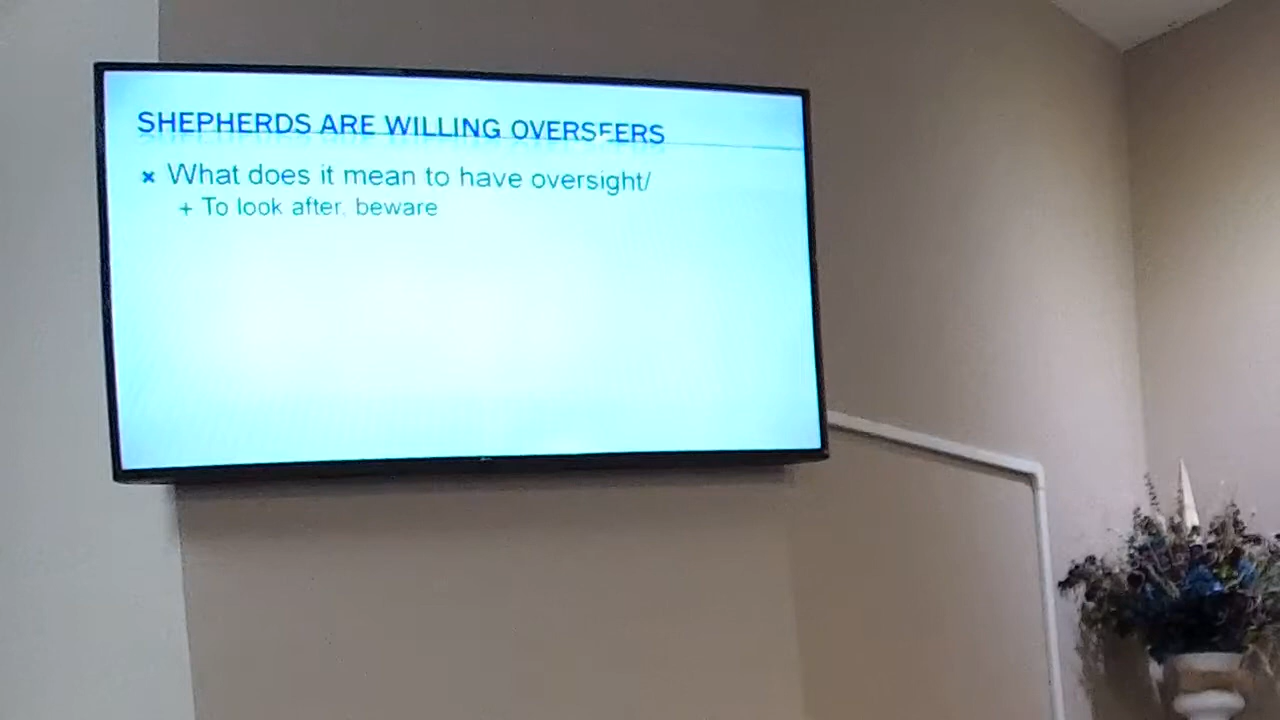 SHEPHERDS ARE WILLING OVERSEERS
× What does it mean to have oversight/
+ To look after, beware